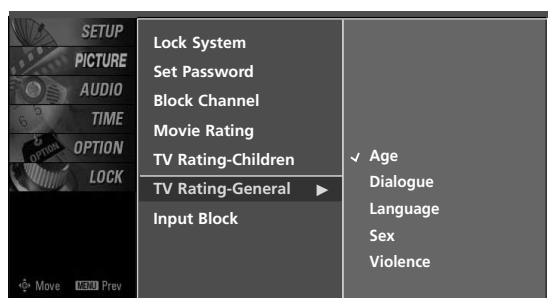 SETUP
PICTURE
AUDIO
TIME
OPTION
LOCK
Move MENU Prev
Lock System
Set Password
Block Channel
Movie Rating
TV Rating-Children
TV Rating-General ▶
Input Block
✓ Age
Dialogue
Language
Sex
Violence